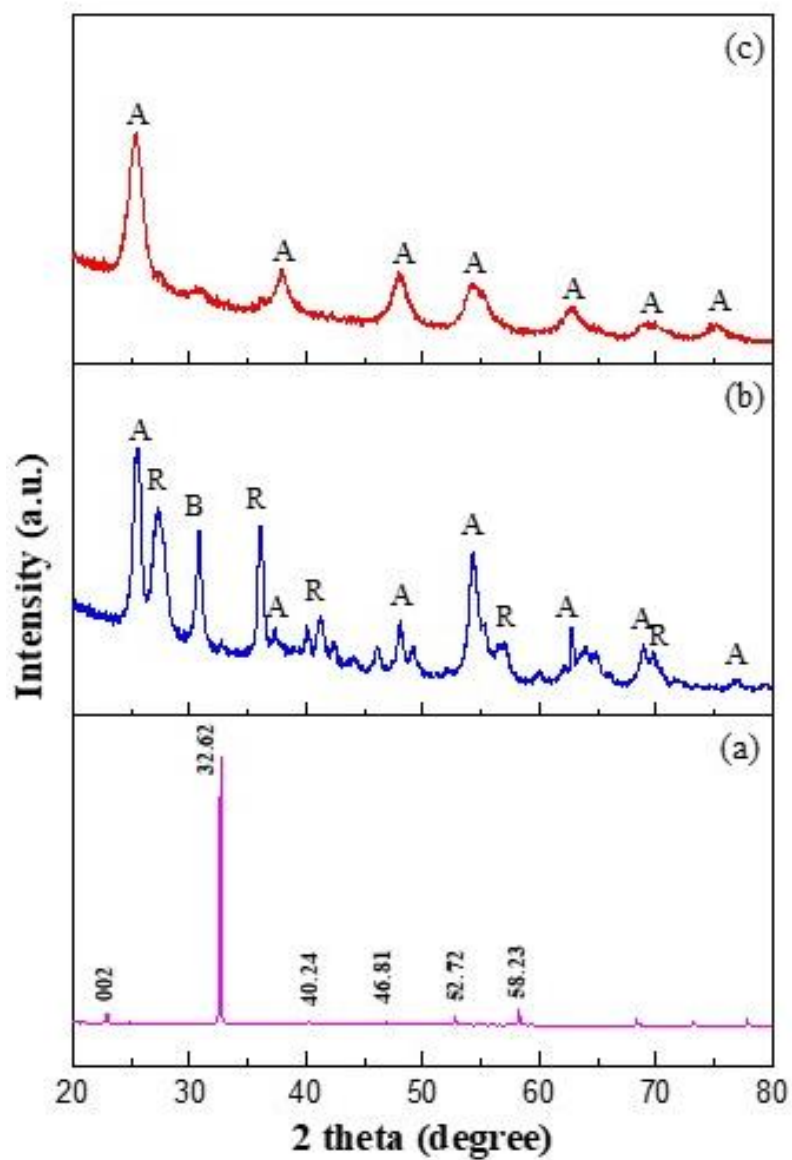 (c)
A
A
A
A
A
A
A
(b)
A
R
B
R
A
R
A
A
R
A
A
R
A
(a)
002
32.62
40.24
46.81
52.72
58.23
Intensity (a.u.)
20 30 40 50 60 70 80
2 theta (degree)